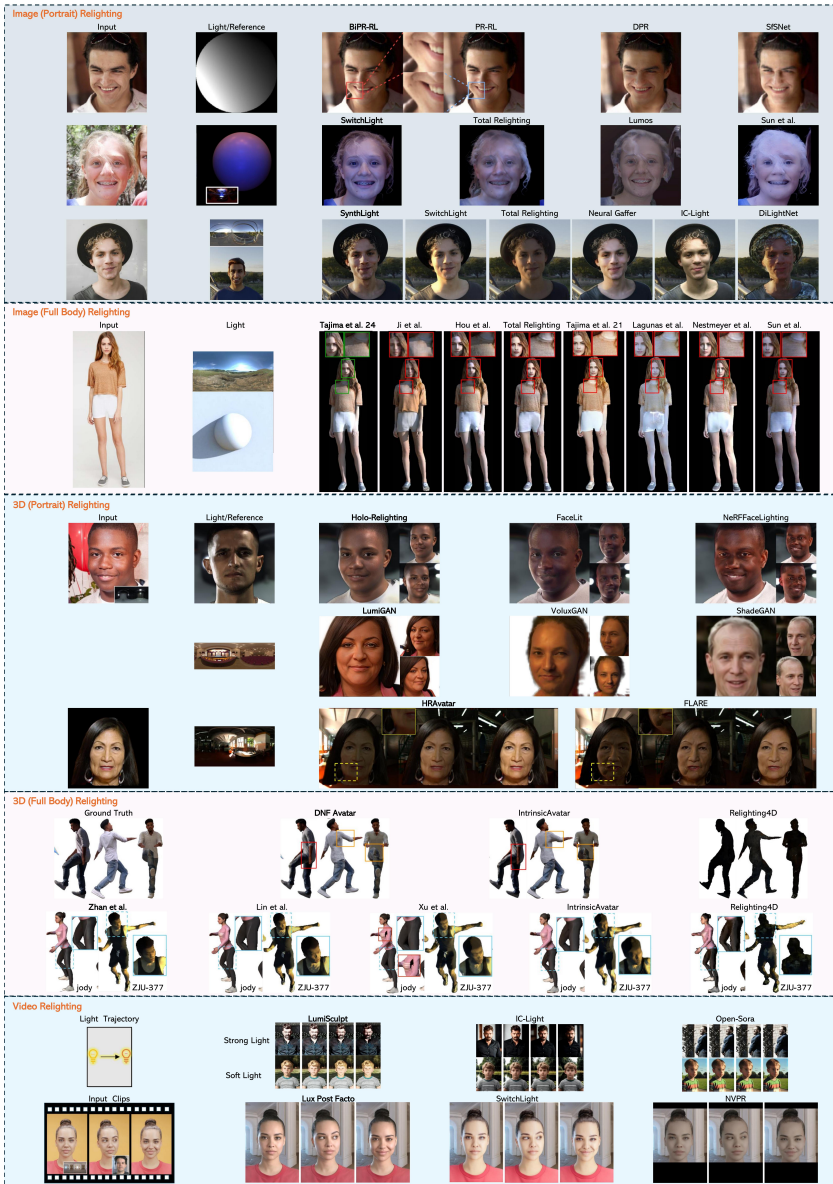 Image (Portrait) Relighting
Input Light/Reference BiPR-RL PR-RL DPR SfSNet
SwitchLight Total Relighting Lumos Sun et al.
SynthLight SwitchLight Total Relighting Neural Gaffer IC-Light DiLightNet
Image (Full Body) Relighting
Input Light Tajima et al. 24 Ji et al. Hou et al. Total Relighting Tajima et al. 21 Lagunas et al. Nestmeyer et al. Sun et al.
3D (Portrait) Relighting
Input Light/Reference Holo-Relighting FaceLit NeRFFaceLighting
LumiGAN VoluxGAN ShadeGAN
HRAvatar FLARE
3D (Full Body) Relighting
Ground Truth DNF Avatar IntrinsicAvatar Relighting4D
Zhan et al. Lin et al. Xu et al. IntrinsicAvatar Relighting4D
jody ZJU-377 jody ZJU-377 jody ZJU-377 jody ZJU-377 jody ZJU-377
Video Relighting
Light Trajectory LumiSculpt IC-Light Open-Sora
Strong Light
Soft Light
Input Clips Lux Post Facto SwitchLight NVPR